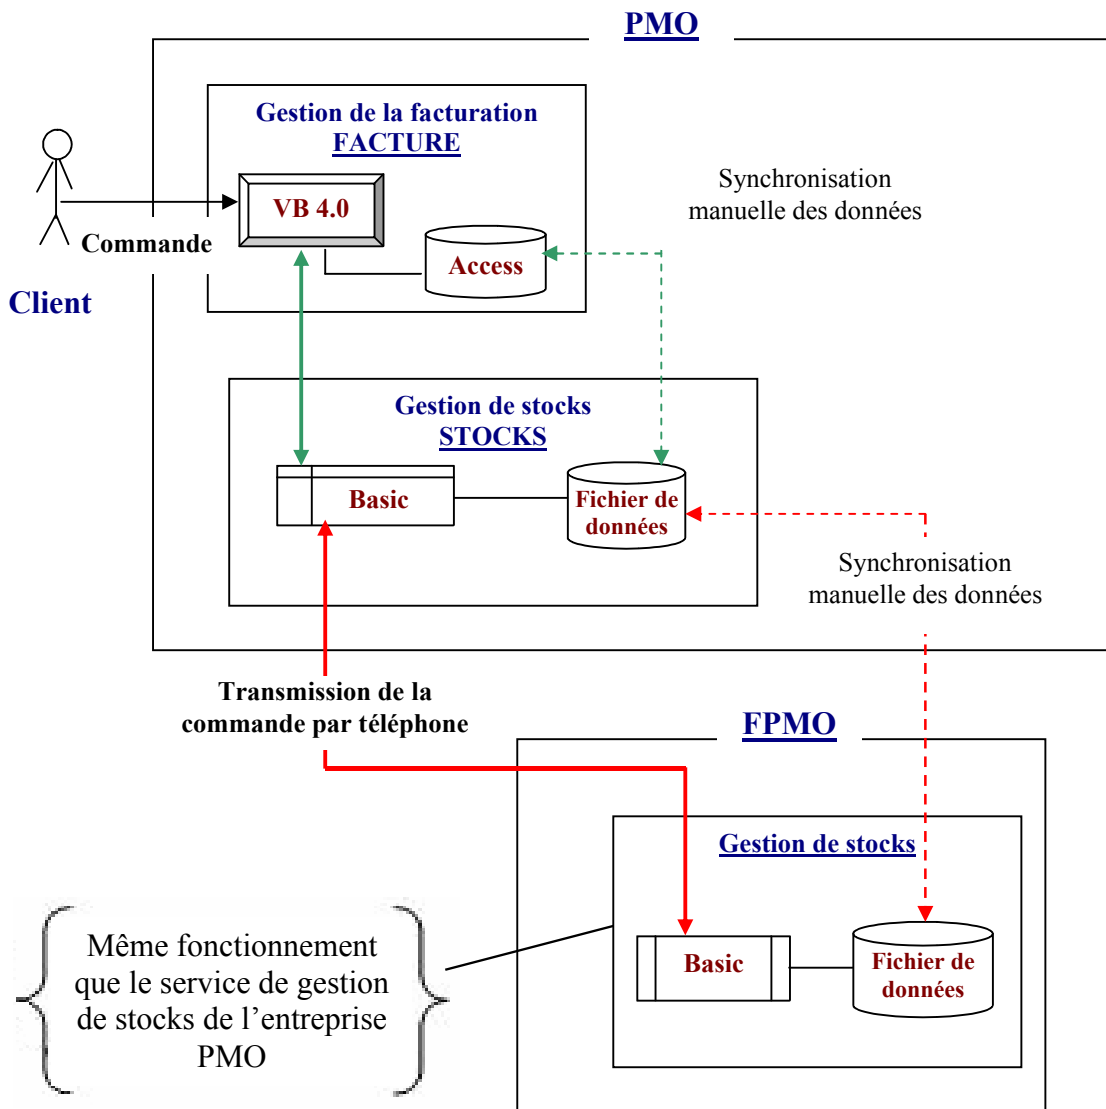 PMO
Gestion de la facturation
FACTURE
VB 4.0
Access
Commande
Client
Synchronisation
manuelle des données
Gestion de stocks
STOCKS
Basic
Fichier de
données
Synchronisation
manuelle des données
Transmission de la
commande par téléphone
FPMO
Gestion de stocks
Basic
Fichier de
données
Même fonctionnement
que le service de gestion
de stocks de l’entreprise
PMO